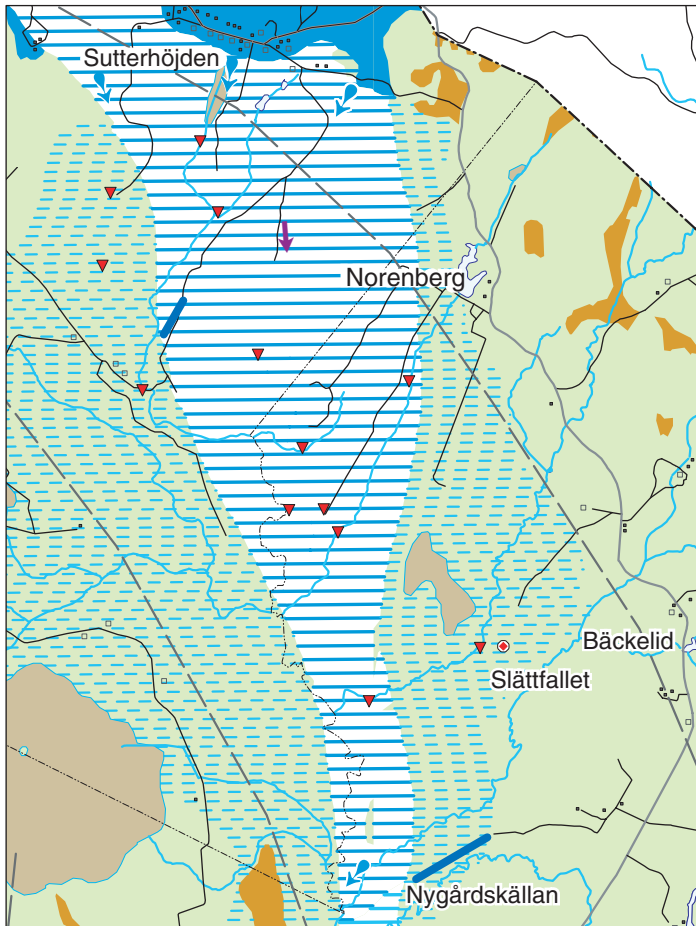 Sutterhöjden
Norenberg
Bäckelid
Slättfallet
Nygårdskällan